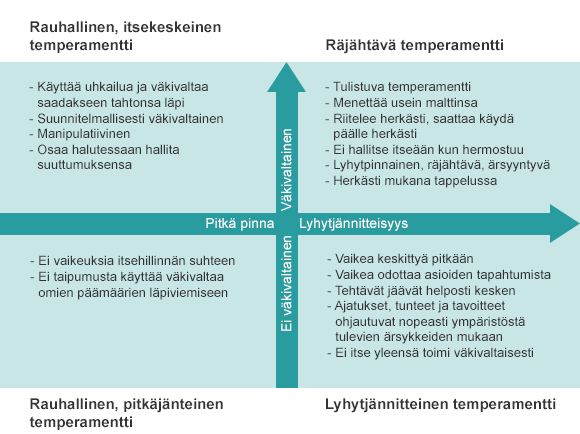 Rauhallinen, itsekeskeinen
temperamentti
Räjähtävä temperamentti
- Käyttää uhkailua ja väkivaltaa
saadakseen tahtonsa läpi
- Suunnitelmallisesti väkivaltainen
- Manipulatiivinen
- Osaa halutessaan hallita
suuttumuksensa
- Tulistuva temperamentti
- Menettää usein malttinsa
- Riitelee herkästi, saattaa käydä
päälle herkästi
- Ei hallitse itseään kun hermostuu
- Lyhytpinnainen, räjähtävä, ärsyyntyvä
- Herkästi mukana tappelussa
Väkivaltainen
Pitkä pinna
Lyhytjännitteisyys
Ei väkivaltainen
- Ei vaikeuksia itsehillinnän suhteen
- Ei taipumusta käyttää väkivaltaa
omien päämäärien läpiviemiseen
- Vaikea keskittyä pitkään
- Vaikea odottaa asioiden tapahtumista
- Tehtävät jäävät helposti kesken
- Ajatukset, tunteet ja tavoitteet
ohjautuvat nopeasti ympäristöstä
tulevien ärsykkeiden mukaan
- Ei itse yleensä toimi väkivaltaisesti
Rauhallinen, pitkäjänteinen
temperamentti
Lyhytjännitteinen temperamentti